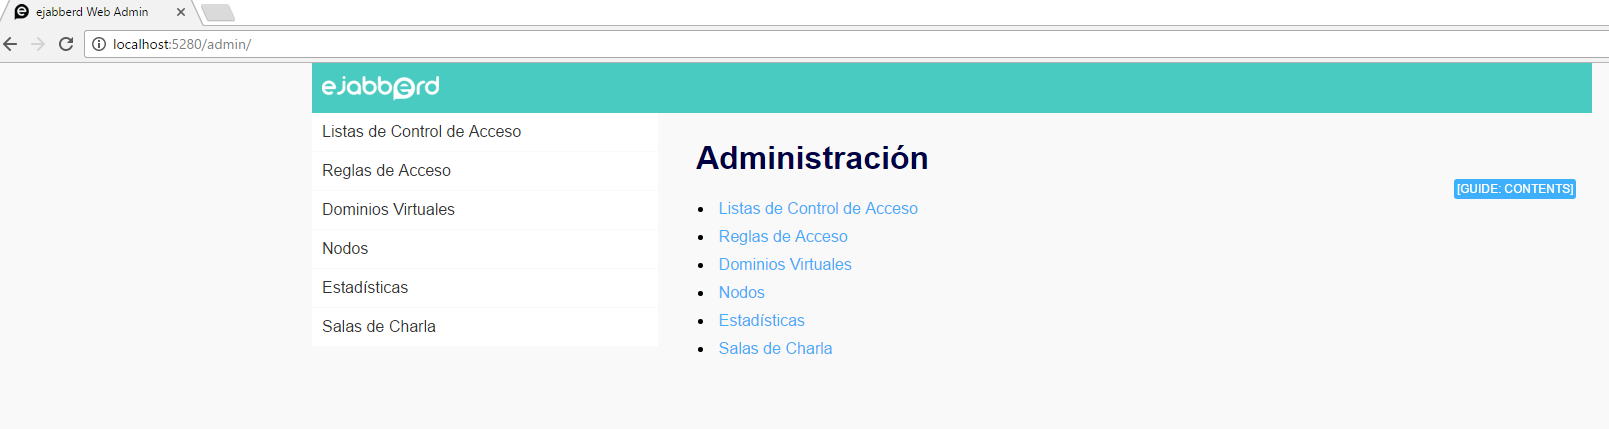 ejabberd Web Admin
localhost:5280/admin/
ejabberd
Listas de Control de Acceso
Reglas de Acceso
Dominios Virtuales
Nodos
Estadísticas
Salas de Charla
Administración
[GUIDE: CONTENTS]
Listas de Control de Acceso
Reglas de Acceso
Dominios Virtuales
Nodos
Estadísticas
Salas de Charla